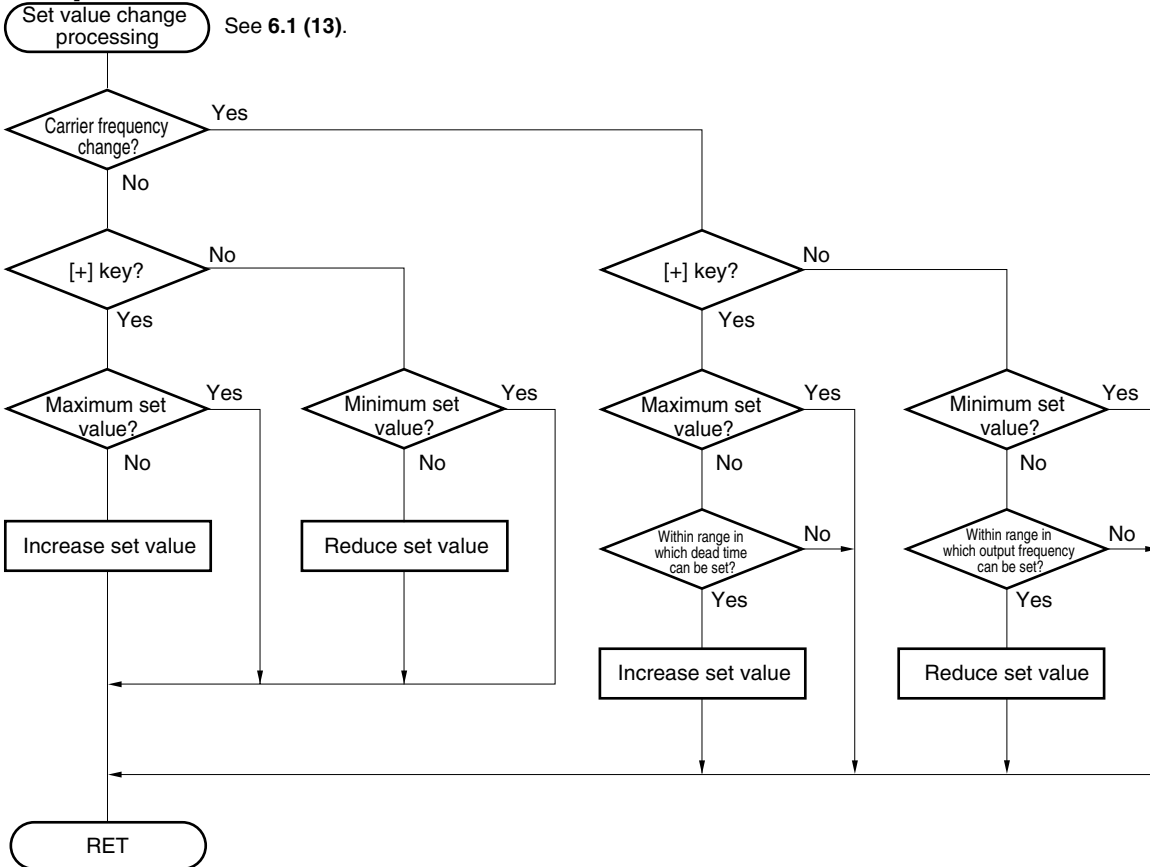 Set value change
processing
See 6.1 (13).
Carrier frequency
change?
Yes
No
[+] key?
No
Yes
[+] key?
No
Yes
Maximum set
value?
Yes
No
Minimum set
value?
Yes
No
Maximum set
value?
Yes
No
Minimum set
value?
Yes
No
Increase set value
Reduce set value
Within range in
which dead time
can be set?
No
Yes
Within range in
which output frequency
can be set?
No
Yes
Increase set value
Reduce set value
RET